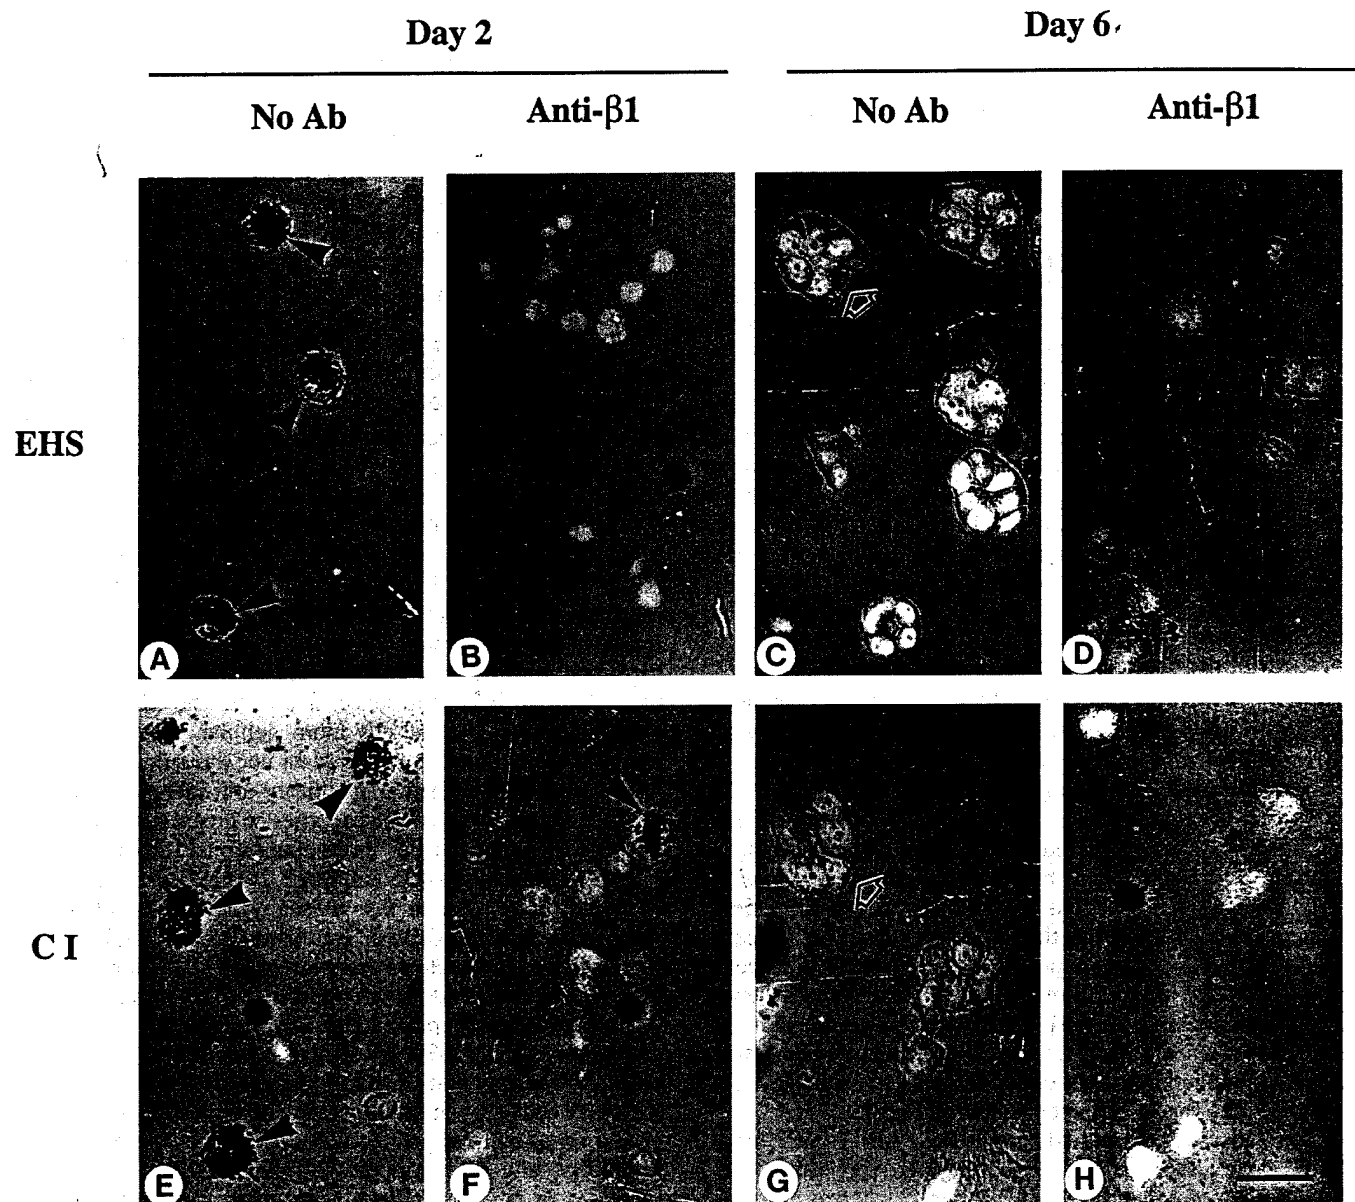 Day 2 Day 6
No Ab Anti-β1 No Ab Anti-β1
EHS
A B C D
C I
E F G H